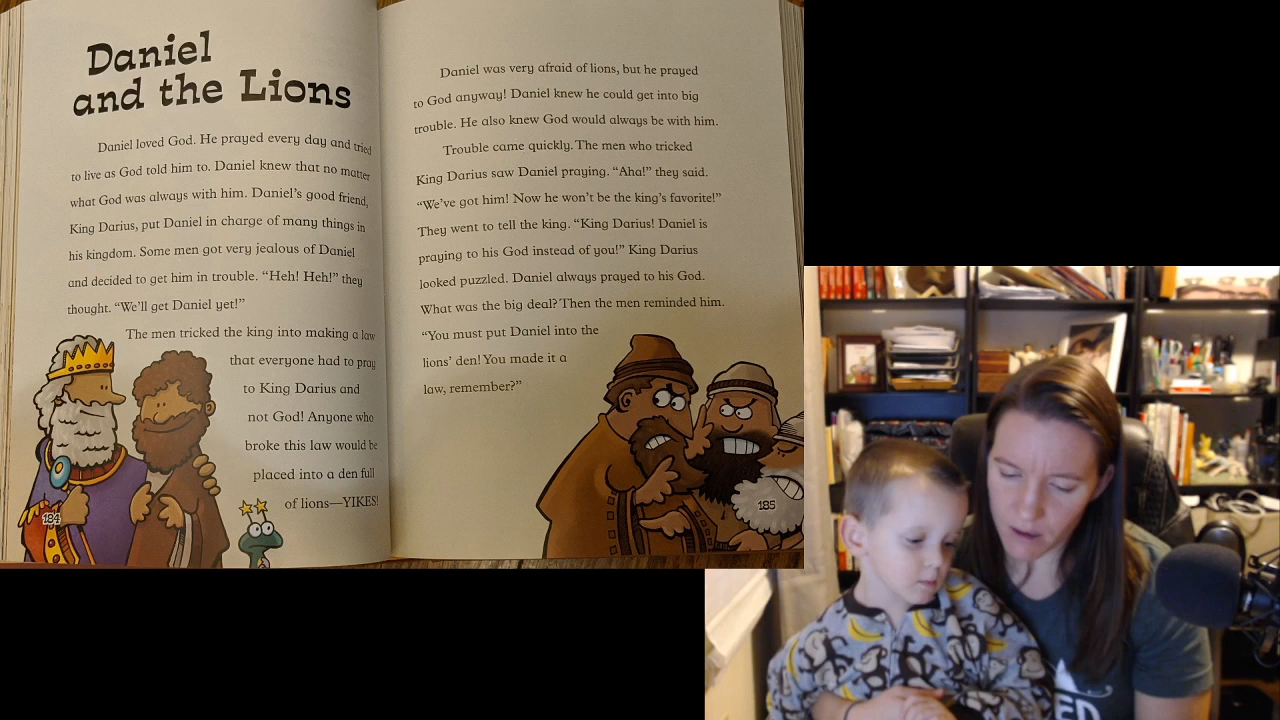 Daniel
and the Lions
Daniel loved God. He prayed every day and tried
to live as God told him to. Daniel knew that no matter
what God was always with him. Daniel's good friend,
King Darius, put Daniel in charge of many things in
his kingdom. Some men got very jealous of Daniel
and decided to get him in trouble. “Heh! Heh!” they
thought. “We'll get Daniel yet!”
The men tricked the king into making a law
that everyone had to pray
to King Darius and
not God! Anyone who
broke this law would be
placed into a den full
of lions—YIKES!
184
Daniel was very afraid of lions, but he prayed
to God anyway! Daniel knew he could get into big
trouble. He also knew God would always be with him.
Trouble came quickly. The men who tricked
King Darius saw Daniel praying. “Aha!” they said.
“We've got him! Now he won't be the king's favorite!”
They went to tell the king. “King Darius! Daniel is
praying to his God instead of you!” King Darius
looked puzzled. Daniel always prayed to his God.
What was the big deal? Then the men reminded him.
“You must put Daniel into the
lions' den! You made it a
law, remember?”
185